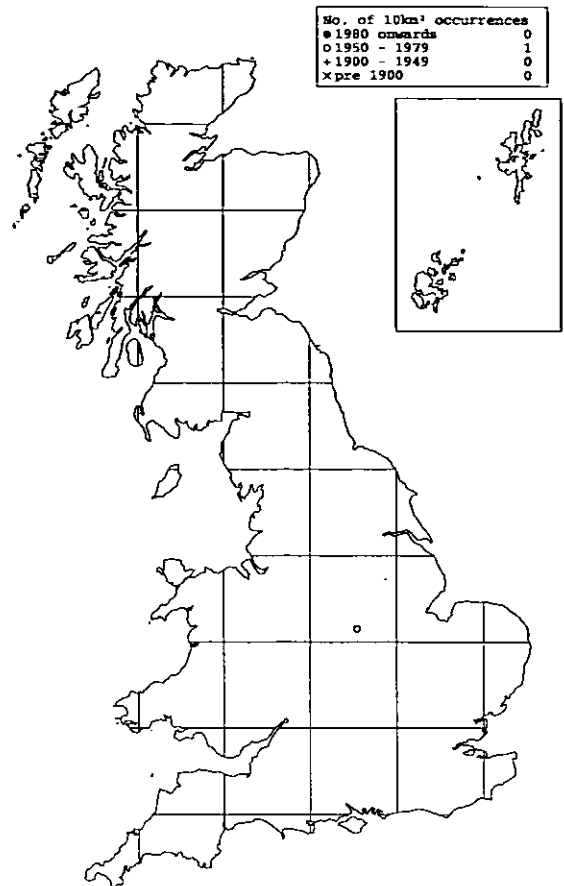 No. of 10km² occurrences
● 1980 onwards 0
○ 1950 - 1979 1
+ 1900 - 1949 0
× pre 1900 0